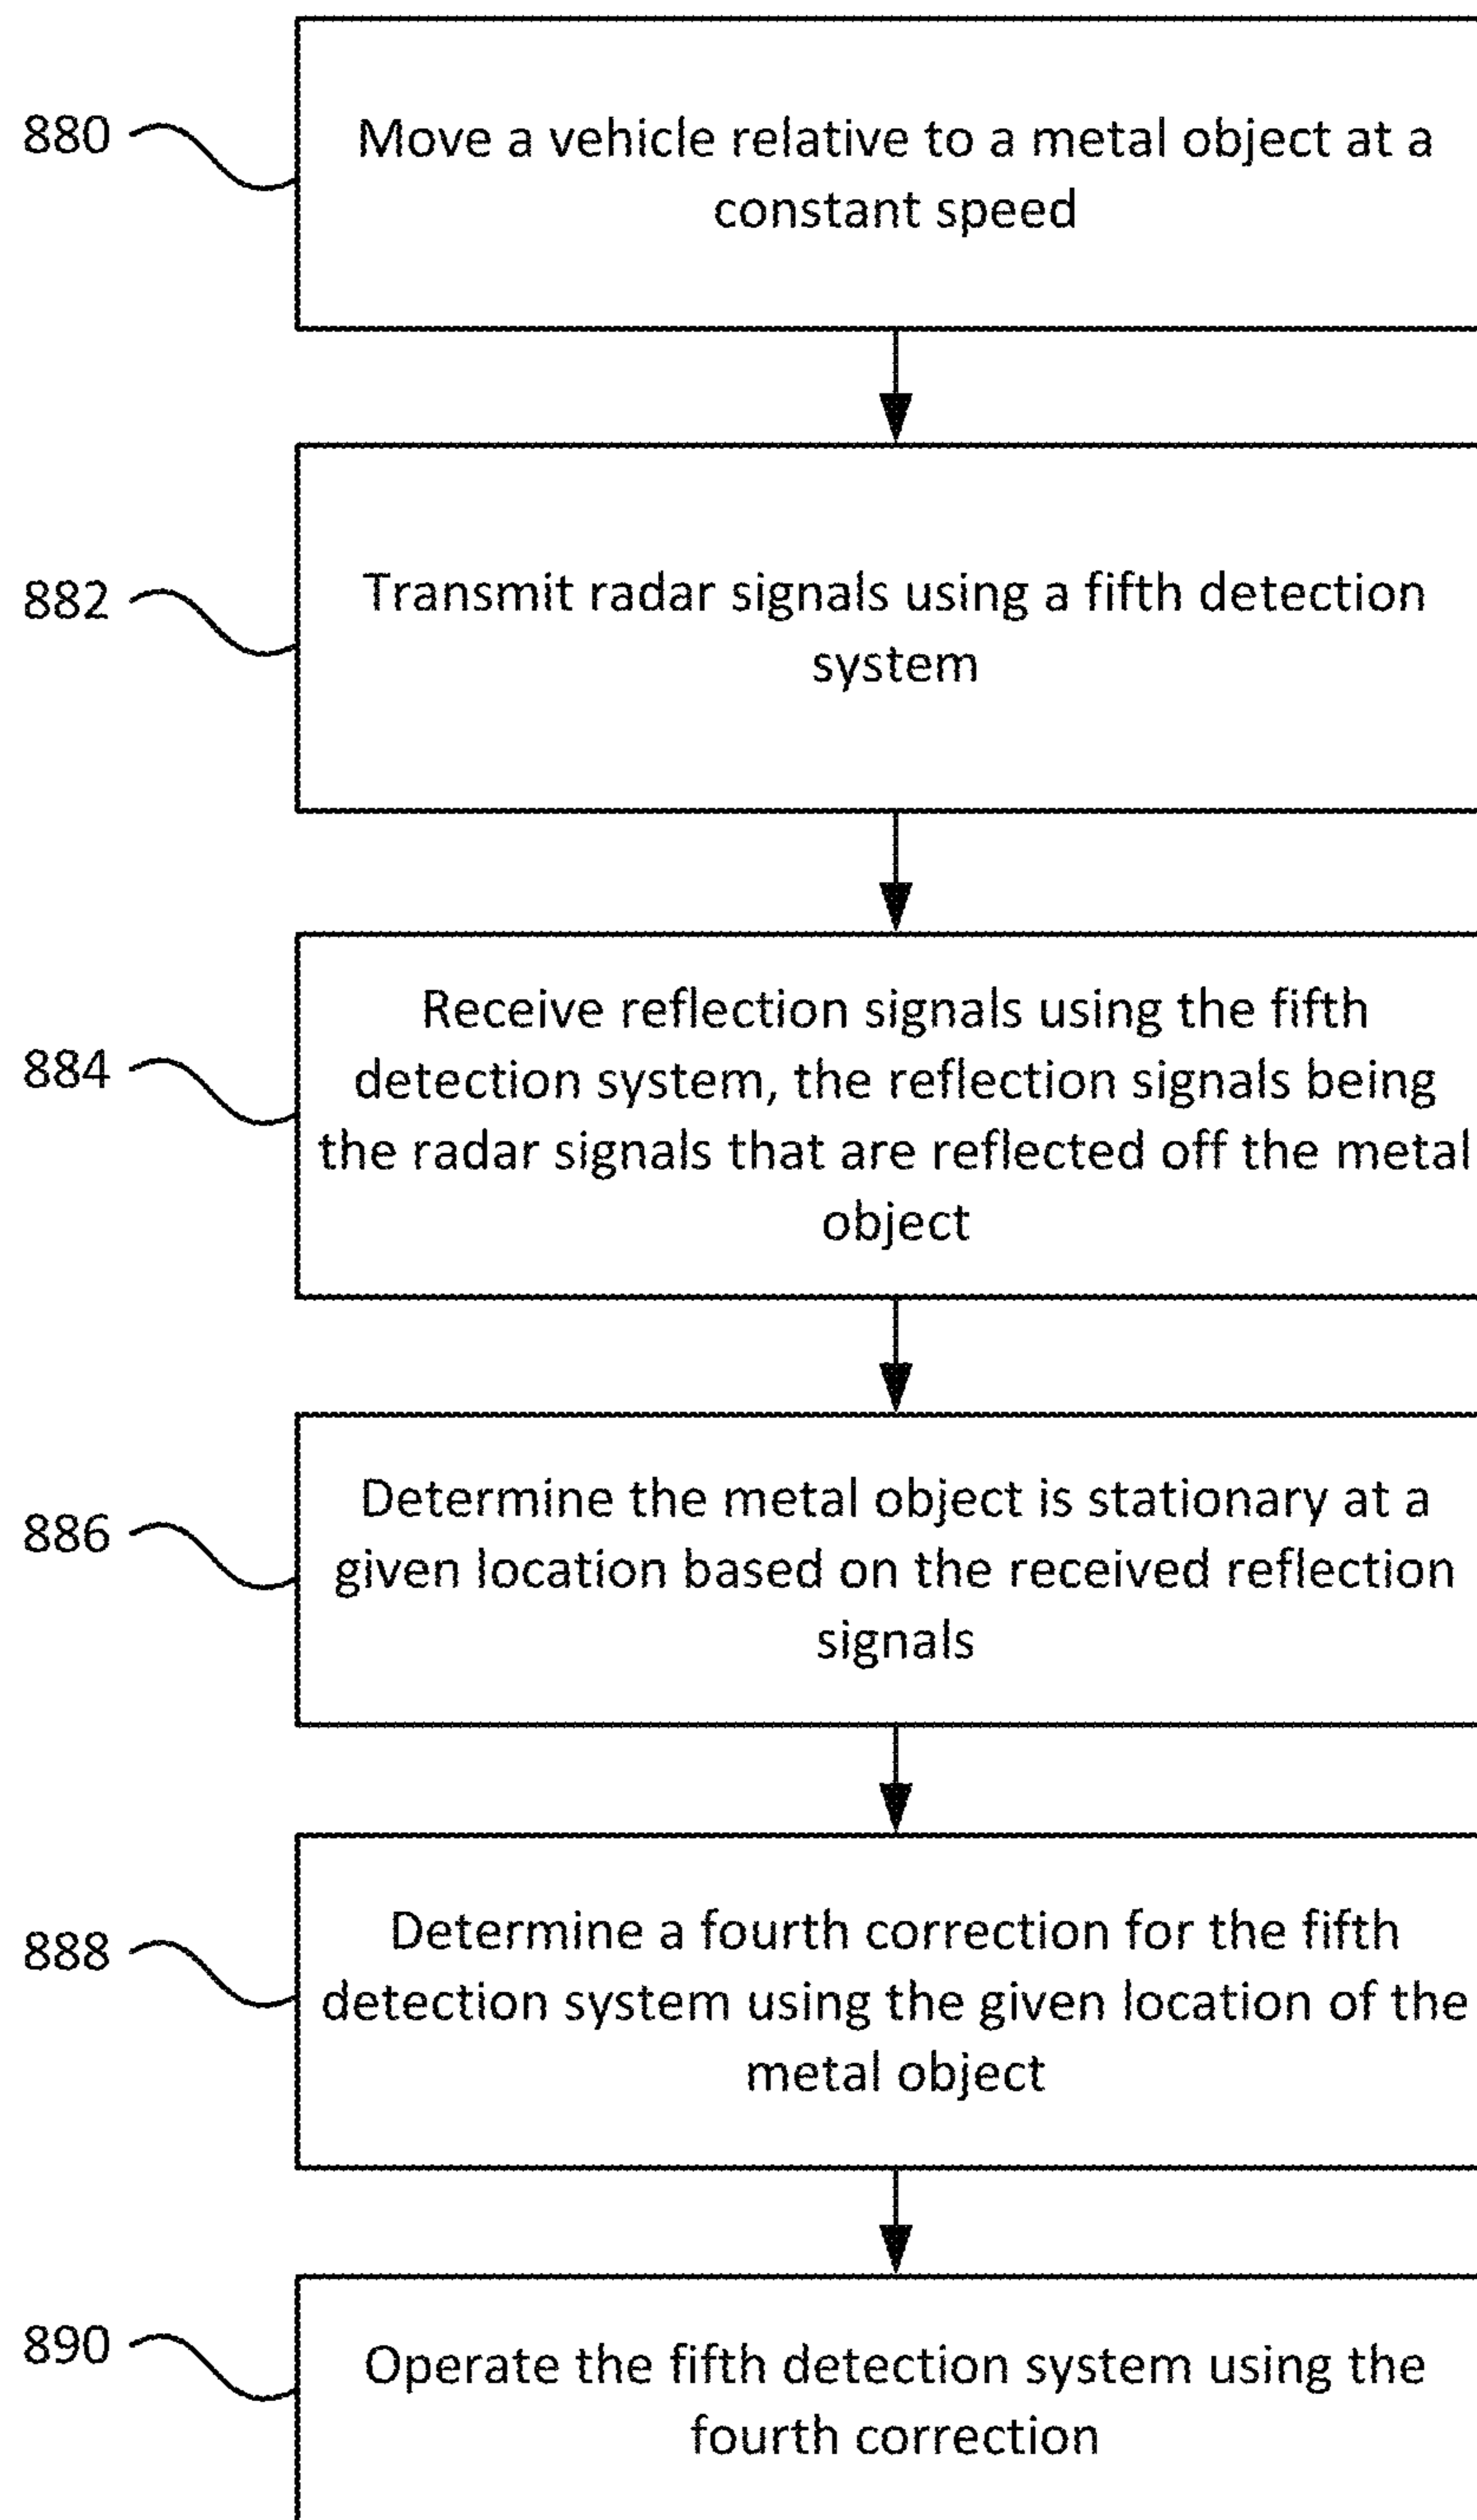 880
Move a vehicle relative to a metal object at a
constant speed
882
Transmit radar signals using a fifth detection
system
884
Receive reflection signals using the fifth
detection system, the reflection signals being
the radar signals that are reflected off the metal
object
886
Determine the metal object is stationary at a
given location based on the received reflection
signals
888
Determine a fourth correction for the fifth
detection system using the given location of the
metal object
890
Operate the fifth detection system using the
fourth correction